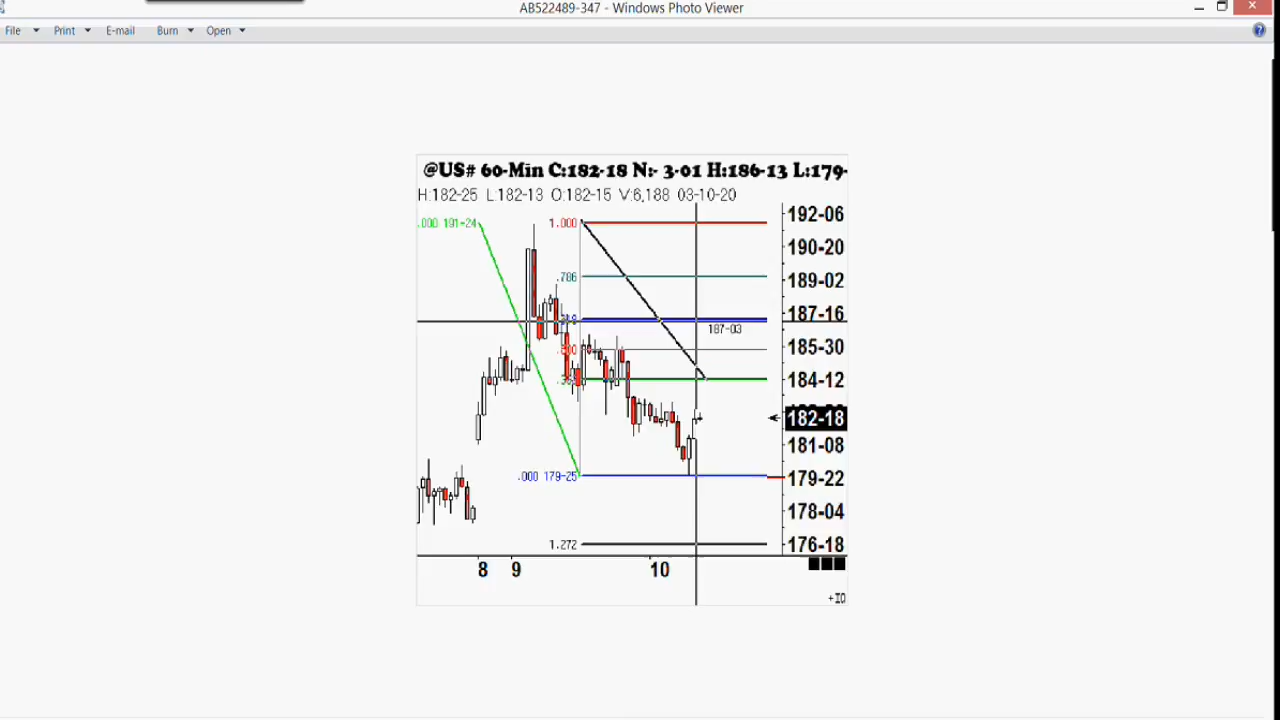 AB522489-347 - Windows Photo Viewer
File Print E-mail Burn Open
@US# 60-Min C:182-18 N:- 3-01 H:186-13 L:179-
H:182-25 L:182-13 O:182-15 V:6,188 03-10-20
192-06
.000 191-24
1.000
190-20
.786
189-02
187-16
187-03
185-30
184-12
182-18
181-08
.000 179-25
179-22
178-04
1.272
176-18
8 9 10
+IQ